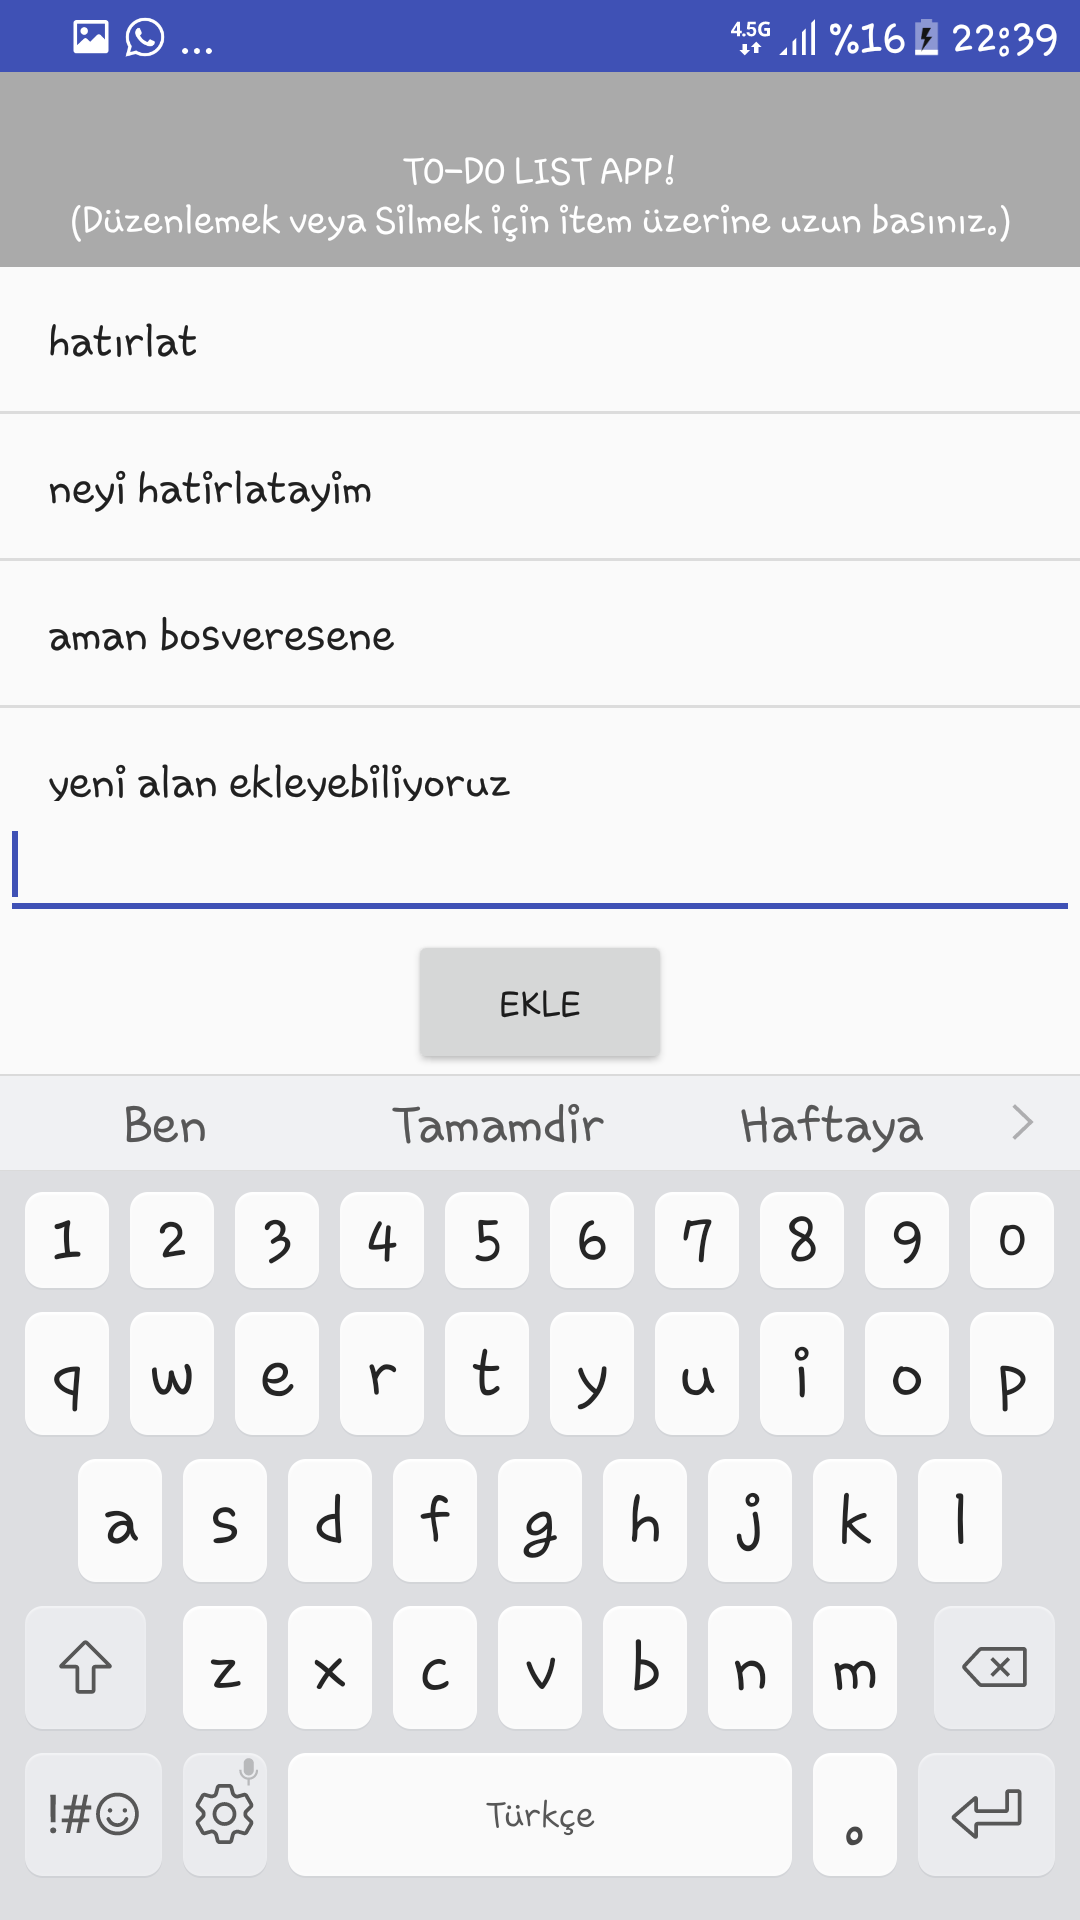 ... 4.5G %16 22:39
TO-DO LIST APP!
(Düzenlemek veya Silmek için item üzerine uzun basınız.)
hatırlat
neyi hatirlatayim
aman bosveresene
yeni alan ekleyebiliyoruz
EKLE
Ben Tamamdir Haftaya
1 2 3 4 5 6 7 8 9 0
q w e r t y u i o p
a s d f g h j k l
z x c v b n m
!#☺ Türkçe .